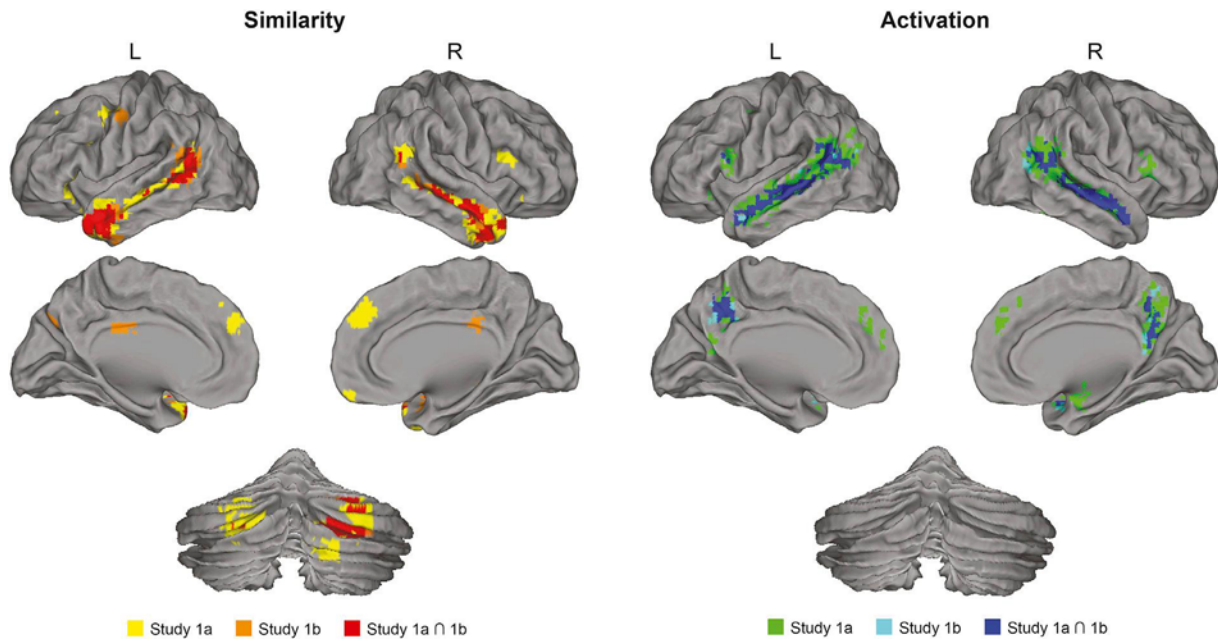 Similarity
Activation
L
R
L
R
Study 1a
Study 1b
Study 1a ∩ 1b
Study 1a
Study 1b
Study 1a ∩ 1b